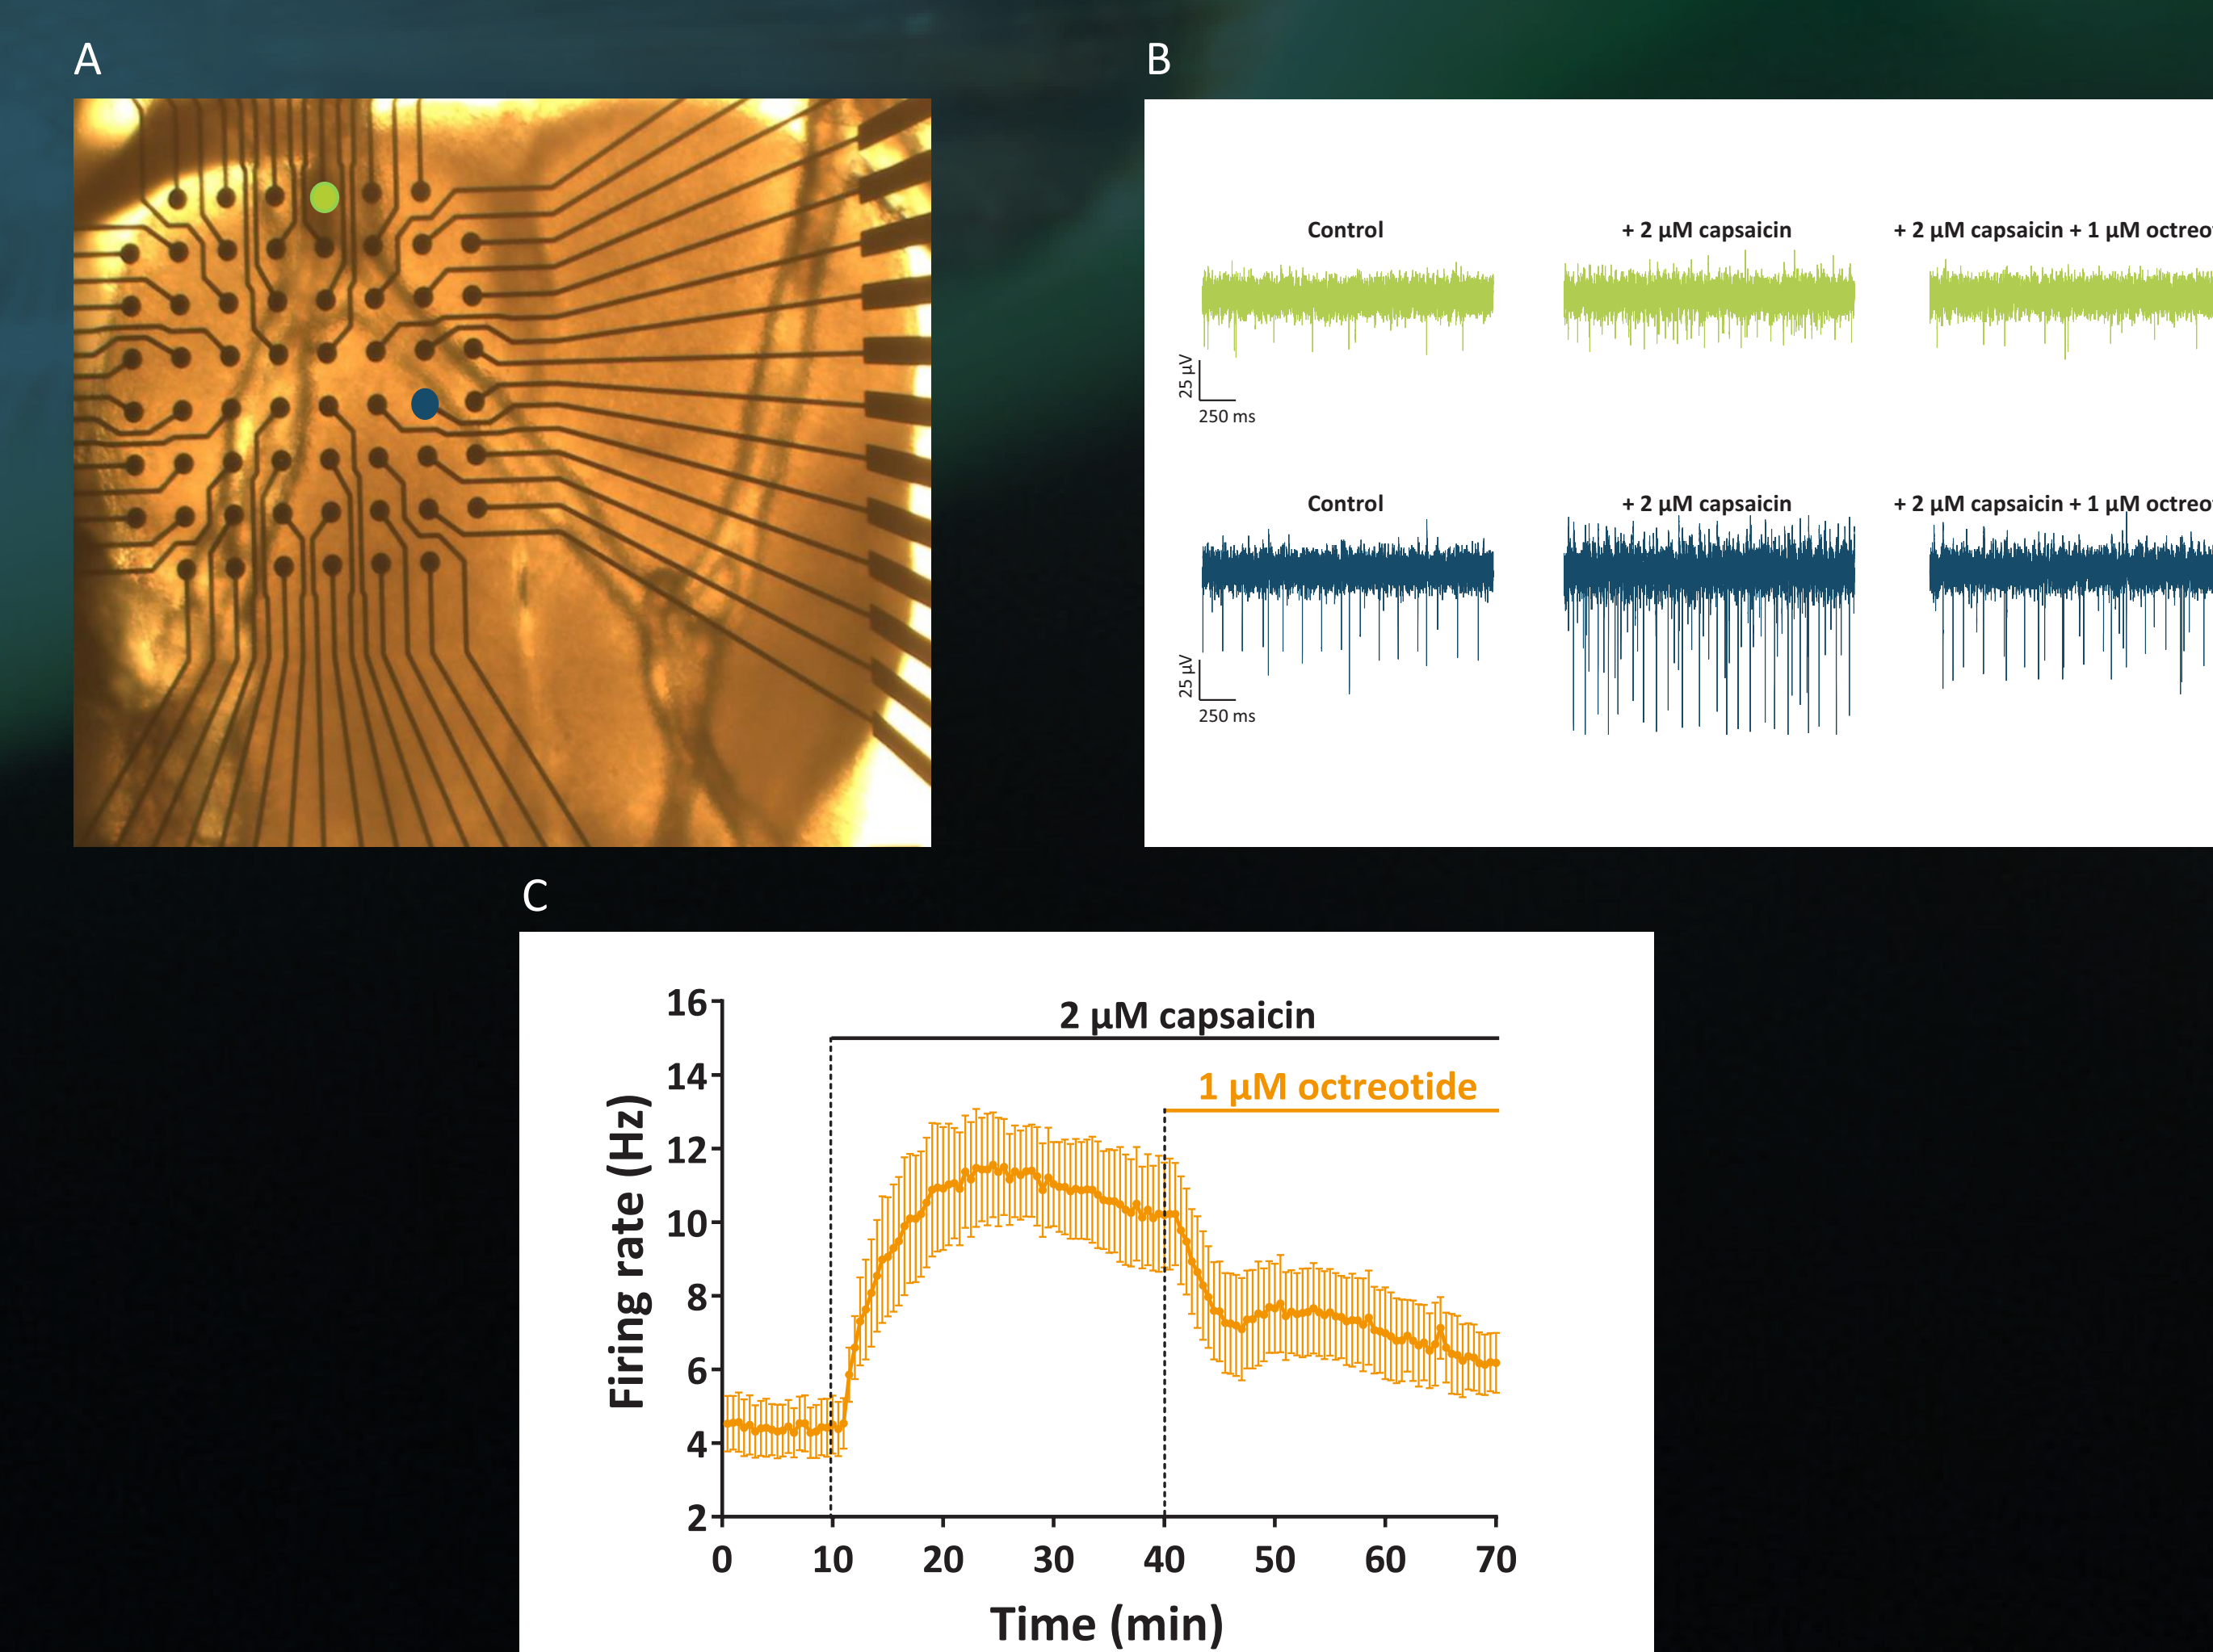 A
B
Control
+ 2 µM capsaicin
+ 2 µM capsaicin + 1 µM
25 µV
250 ms
Control
+ 2 µM capsaicin
+ 2 µM capsaicin + 1 µM
25 µV
250 ms
C
16
14
12
10
8
6
4
2
Firing rate (Hz)
2 µM capsaicin
1 µM octreotide
0 10 20 30 40 50 60 70
Time (min)